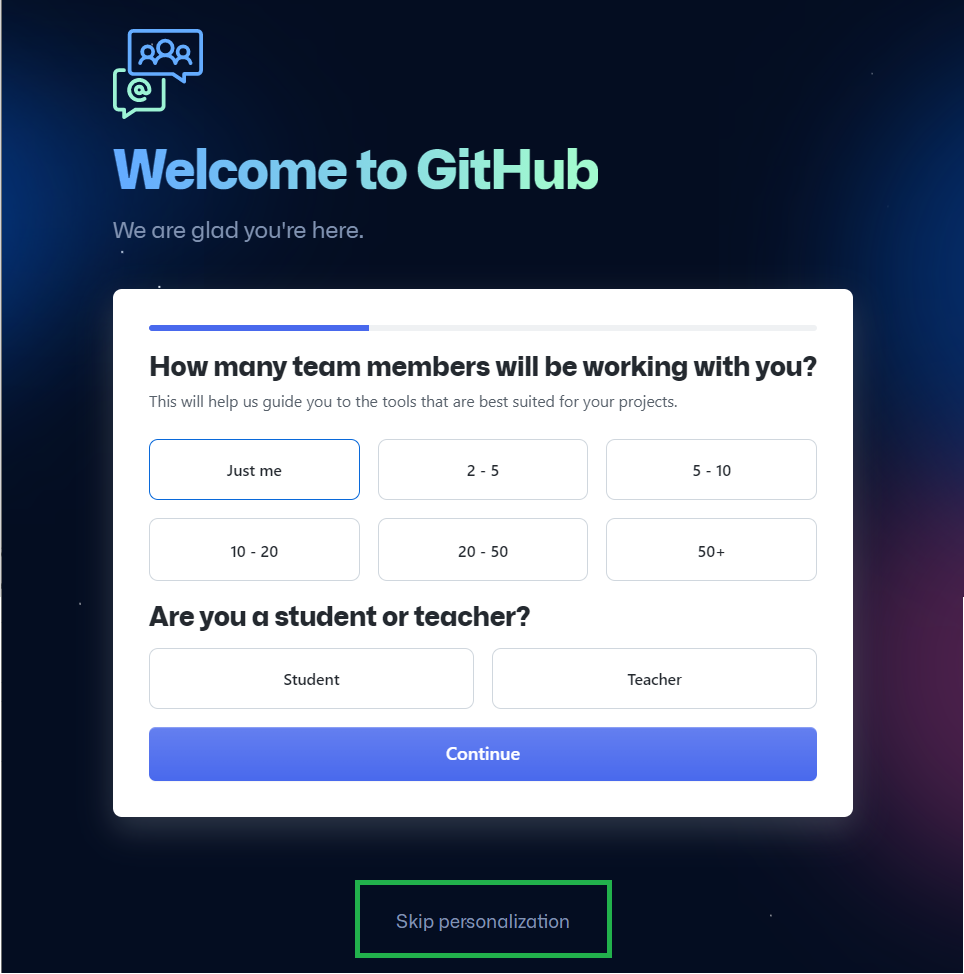 @
Welcome to GitHub
We are glad you're here.
How many team members will be working with you?
This will help us guide you to the tools that are best suited for your projects.
Just me
2 - 5
5 - 10
10 - 20
20 - 50
50+
Are you a student or teacher?
Student
Teacher
Continue
Skip personalization